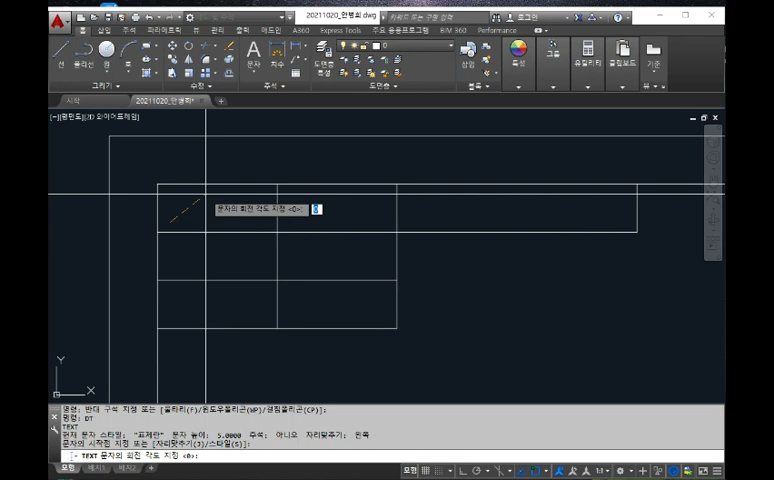 20211020_안병희.dwg
키워드 또는 구절 입력
로그인
홈 삽입 주석 파라메트릭 뷰 관리 출력 애드인 A360 Express Tools 주요 응용프로그램 BIM 360 Performance
선 폴리선 원 호 문자 치수 도면층 특성 삽입 특성 그룹 유틸리티 클립보드 기준
0
그리기 수정 주석 도면층 블록 뷰
시작 20211020_안병희*
[-][평면도][2D 와이어프레임]
문자의 회전 각도 지정 <0>: 0
Y
X
명령: 반대 구석 지정 또는 [울타리(F)/윈도우폴리곤(WP)/걸침폴리곤(CP)]:
명령: DT
TEXT
현재 문자 스타일: "표제란" 문자 높이: 5.0000 주석: 아니오 자리맞추기: 왼쪽
문자의 시작점 지정 또는 [자리맞추기(J)/스타일(S)]:
TEXT 문자의 회전 각도 지정 <0>:
모형 배치1 배치2 +
모형 1:1